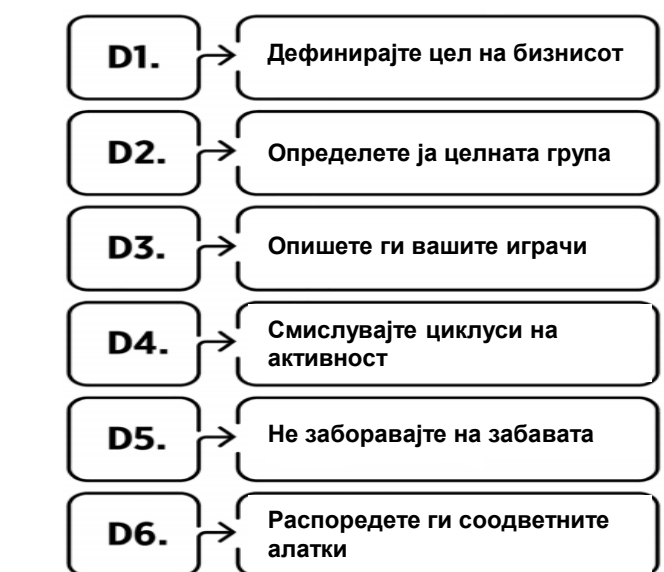 D1.
Дефинирајте цел на бизнисот
D2.
Определете ја целната група
D3.
Опишете ги вашите играчи
D4.
Смислувајте циклуси на
активност
D5.
Не заборавајте на забавата
D6.
Распоредете ги соодветните
алатки